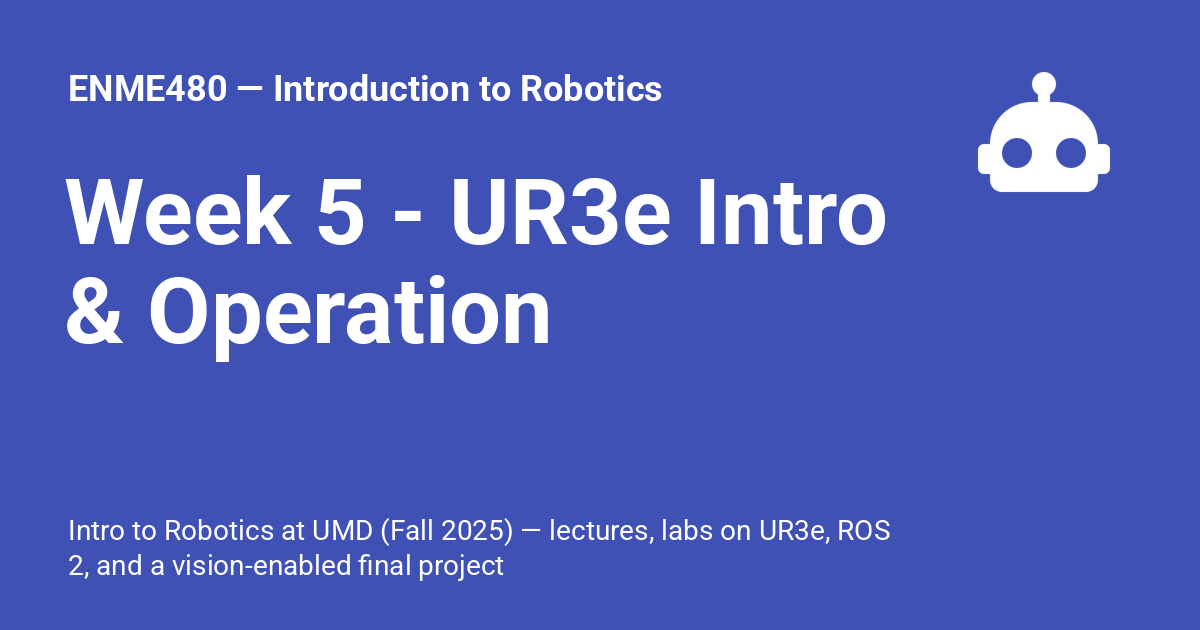 ENME480 — Introduction to Robotics
Week 5 - UR3e Intro
& Operation
Intro to Robotics at UMD (Fall 2025) — lectures, labs on UR3e, ROS
2, and a vision-enabled final project